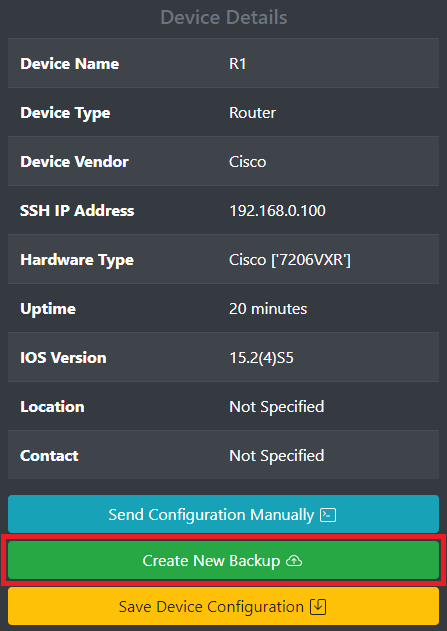 Device Details
Device Name R1
Device Type Router
Device Vendor Cisco
SSH IP Address 192.168.0.100
Hardware Type Cisco ['7206VXR']
Uptime 20 minutes
IOS Version 15.2(4)S5
Location Not Specified
Contact Not Specified
Send Configuration Manually
Create New Backup
Save Device Configuration